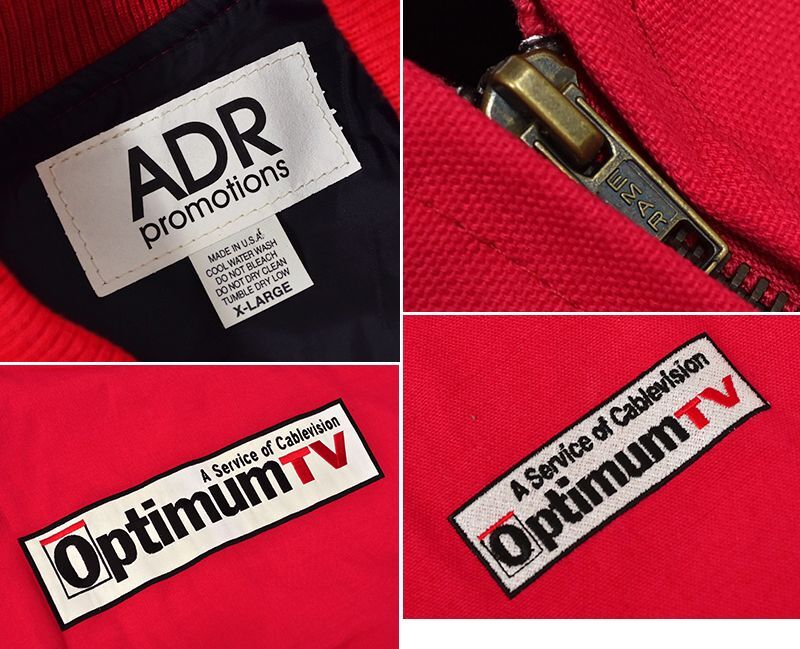 ADR
promotions
MADE IN U.S.A.
COOL WATER WASH
DO NOT BLEACH
DO NOT DRY CLEAN
TUMBLE DRY LOW
X-LARGE
EMAR
A Service of Cablevision
OptimumTV
A Service of Cablevision
OptimumTV